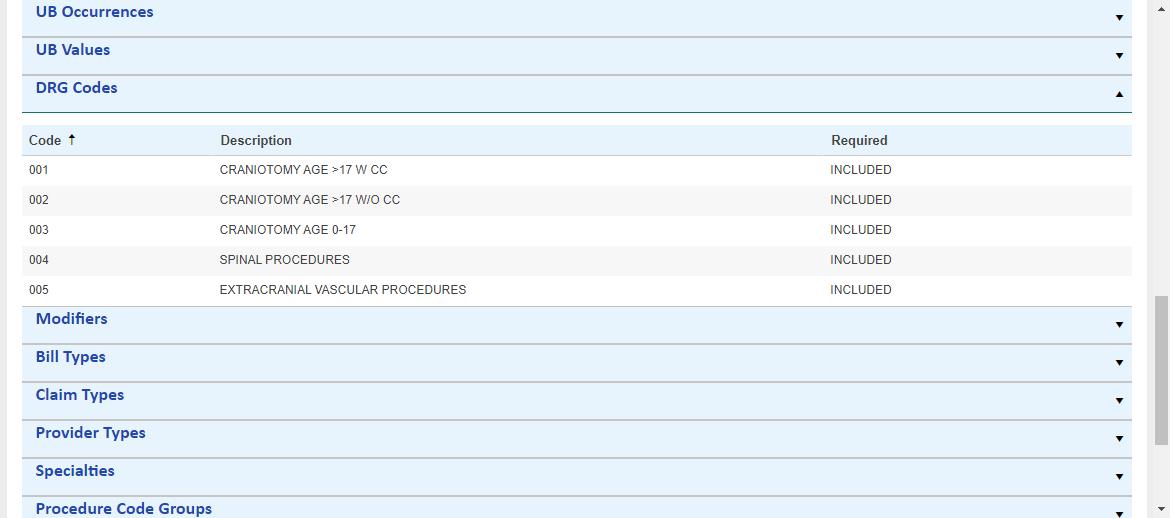 UB Occurrences
UB Values
DRG Codes
Code Description Required
001 CRANIOTOMY AGE >17 W CC INCLUDED
002 CRANIOTOMY AGE >17 W/O CC INCLUDED
003 CRANIOTOMY AGE 0-17 INCLUDED
004 SPINAL PROCEDURES INCLUDED
005 EXTRACRANIAL VASCULAR PROCEDURES INCLUDED
Modifiers
Bill Types
Claim Types
Provider Types
Specialties
Procedure Code Groups